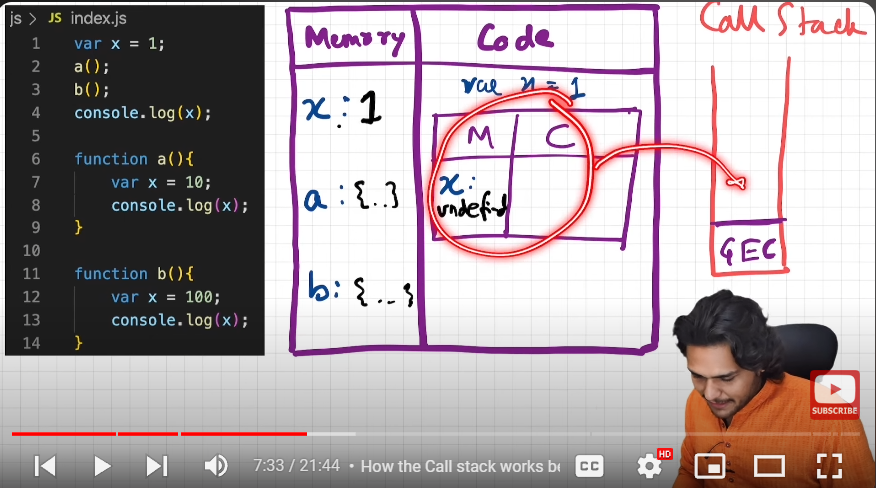 js > JS index.js
1 var x = 1;
2 a();
3 b();
4 console.log(x);
5
6 function a(){
7 var x = 10;
8 console.log(x);
9 }
10
11 function b(){
12 var x = 100;
13 console.log(x);
14 }
Memory
Code
x : 1
a : {..}
b : {...}
var x = 1
M
C
x :
undefind
Call Stack
GEC
SUBSCRIBE
7:33 / 21:44 • How the Call stack works be
CC
HD